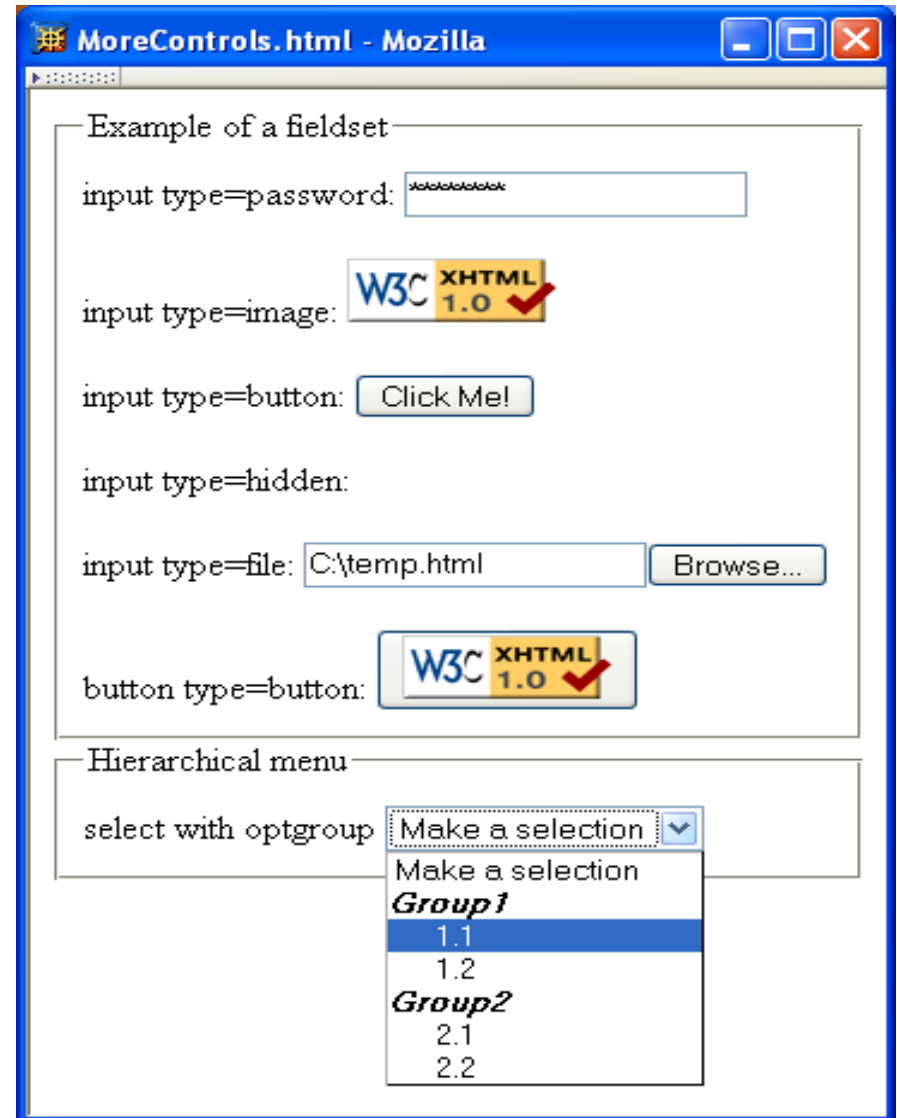 MoreControls.html - Mozilla
Example of a fieldset
input type=password: **********
input type=image: W3C XHTML 1.0
input type=button: Click Me!
input type=hidden:
input type=file: C:\temp.html Browse...
button type=button: W3C XHTML 1.0
Hierarchical menu
select with optgroup Make a selection
Make a selection
Group1
1.1
1.2
Group2
2.1
2.2